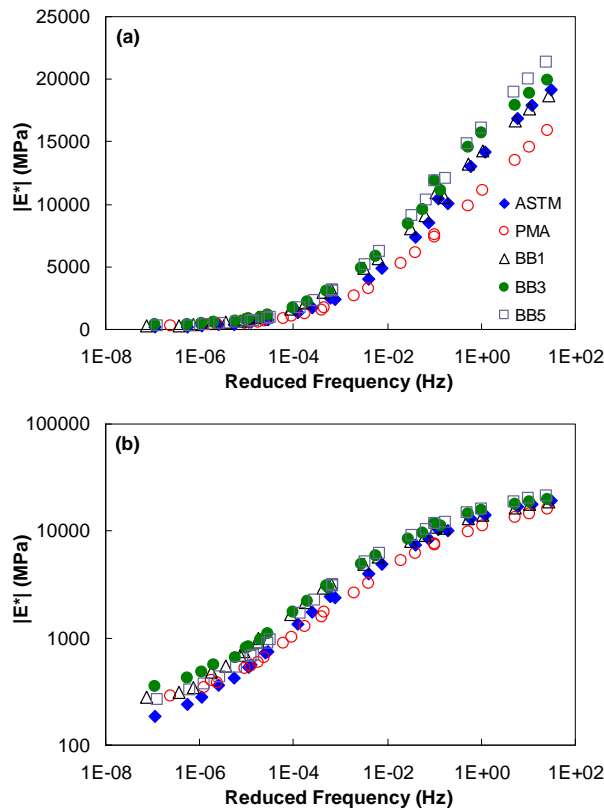 (a)
|E*| (MPa)
25000
20000
15000
10000
5000
0
ASTM
PMA
BB1
BB3
BB5
1E-08 1E-06 1E-04 1E-02 1E+00 1E+02
Reduced Frequency (Hz)
(b)
|E*| (MPa)
100000
10000
1000
100
1E-08 1E-06 1E-04 1E-02 1E+00 1E+02
Reduced Frequency (Hz)